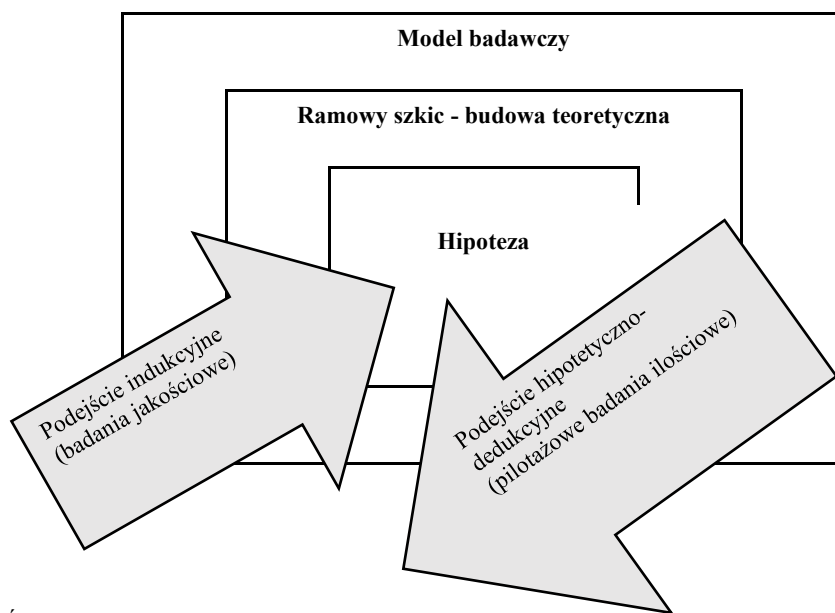 Model badawczy
Ramowy szkic - budowa teoretyczna
Hipoteza
Podejście indukcyjne
(badania jakościowe)
Podejście hipotetyczno-
dedukcyjne
(pilotażowe badania ilościowe)